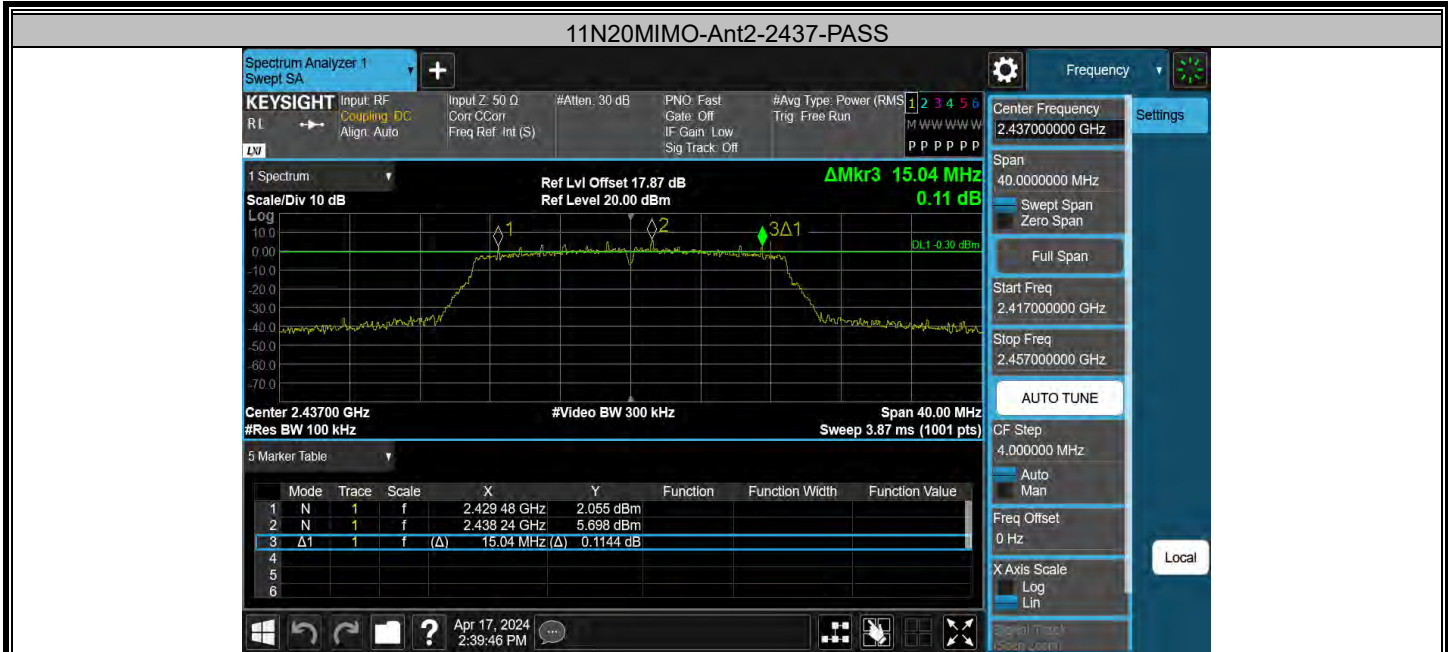 11N20MIMO-Ant2-2437-PASS
Spectrum Analyzer 1
Swept SA
Frequency
KEYSIGHT
RL
LXI
Input: RF
Coupling: DC
Align: Auto
Input Z: 50 Ω
Corr CCorr
Freq Ref: Int (S)
#Atten: 30 dB
PNO: Fast
Gate: Off
IF Gain: Low
Sig Track: Off
#Avg Type: Power (RMS
Trig: Free Run
1 2 3 4 5 6
M W W W W W
P P P P P P
1 Spectrum
Scale/Div 10 dB
Ref Lvl Offset 17.87 dB
Ref Level 20.00 dBm
ΔMkr3 15.04 MHz
0.11 dB
Log
10.0
0.00
-10.0
-20.0
-30.0
-40.0
-50.0
-60.0
-70.0
1
2
3Δ1
DL1 -0.30 dBm
Center 2.43700 GHz
#Video BW 300 kHz
Span 40.00 MHz
#Res BW 100 kHz
Sweep 3.87 ms (1001 pts)
5 Marker Table
Mode Trace Scale X Y Function Function Width Function Value
1 N 1 f 2.429 48 GHz 2.055 dBm
2 N 1 f 2.438 24 GHz 5.698 dBm
3 Δ1 1 f (Δ) 15.04 MHz (Δ) 0.1144 dB
4
5
6
Apr 17, 2024
2:39:46 PM
Center Frequency
2.437000000 GHz
Settings
Span
40.0000000 MHz
Swept Span
Zero Span
Full Span
Start Freq
2.417000000 GHz
Stop Freq
2.457000000 GHz
AUTO TUNE
CF Step
4.000000 MHz
Auto
Man
Freq Offset
0 Hz
X Axis Scale
Log
Lin
Local
Signal Track
(Span Zoom)